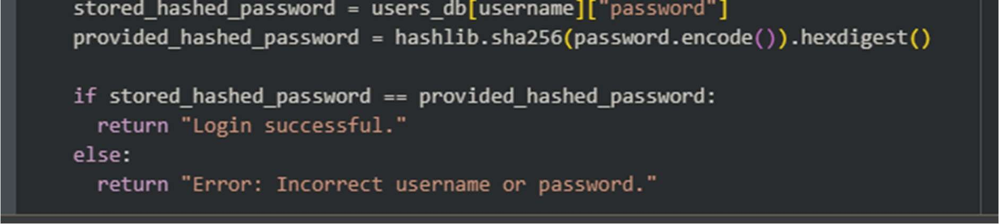 stored_hashed_password = users_db[username]["password"]
provided_hashed_password = hashlib.sha256(password.encode()).hexdigest()
if stored_hashed_password == provided_hashed_password:
return "Login successful."
else:
return "Error: Incorrect username or password."